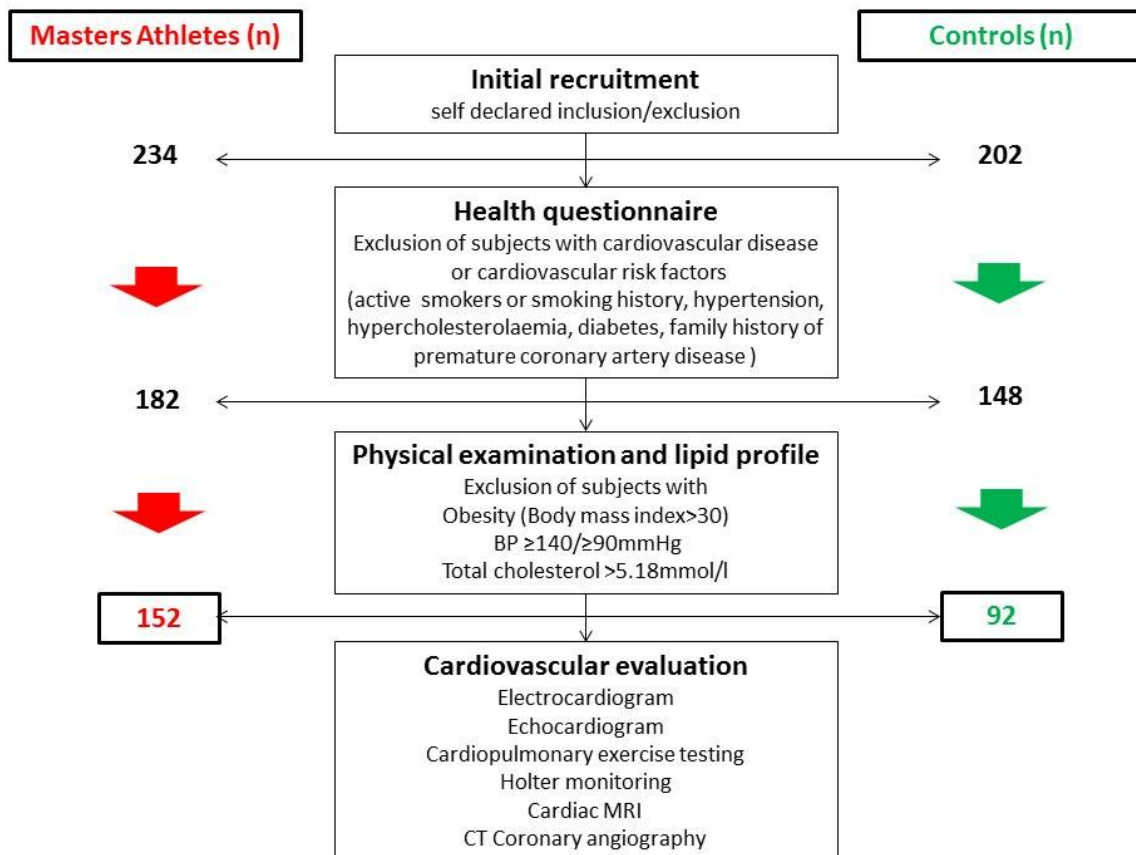 Masters Athletes (n)
Controls (n)
Initial recruitment
self declared inclusion/exclusion
234
202
Health questionnaire
Exclusion of subjects with cardiovascular disease
or cardiovascular risk factors
(active smokers or smoking history, hypertension,
hypercholesterolaemia, diabetes, family history of
premature coronary artery disease )
182
148
Physical examination and lipid profile
Exclusion of subjects with
Obesity (Body mass index>30)
BP ≥140/≥90mmHg
Total cholesterol >5.18mmol/l
152
92
Cardiovascular evaluation
Electrocardiogram
Echocardiogram
Cardiopulmonary exercise testing
Holter monitoring
Cardiac MRI
CT Coronary angiography